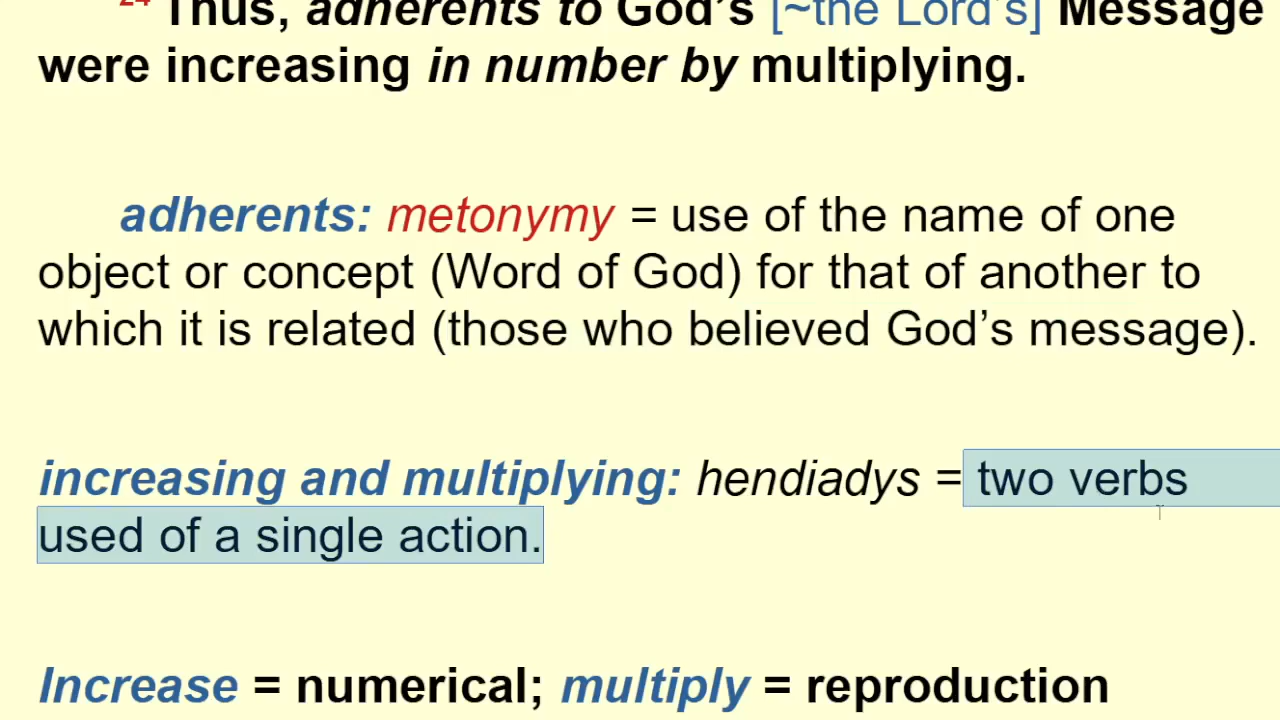 24 Thus, adherents to God’s [~the Lord’s] Message
were increasing in number by multiplying.
adherents: metonymy = use of the name of one
object or concept (Word of God) for that of another to
which it is related (those who believed God’s message).
increasing and multiplying: hendiadys = two verbs
used of a single action.
Increase = numerical; multiply = reproduction